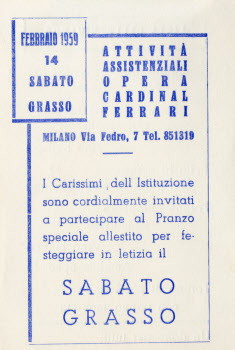 FEBBRAIO 1959
14
SABATO
GRASSO
ATTIVITÀ
ASSISTENZIALI
OPERA
CARDINAL
FERRARI
MILANO Via Fedro, 7 Tel. 851319
I Carissimi dell Istituzione
sono cordialmente invitati
a partecipare al Pranzo
speciale allestito per fe-
steggiare in letizia il
SABATO
GRASSO